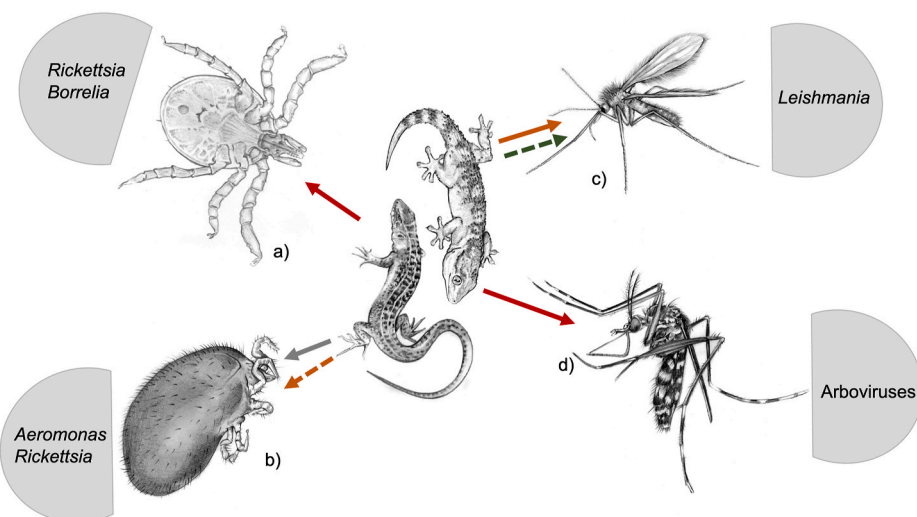 Rickettsia
Borrelia
Leishmania
c)
a)
d)
Arboviruses
Aeromonas
Rickettsia
b)